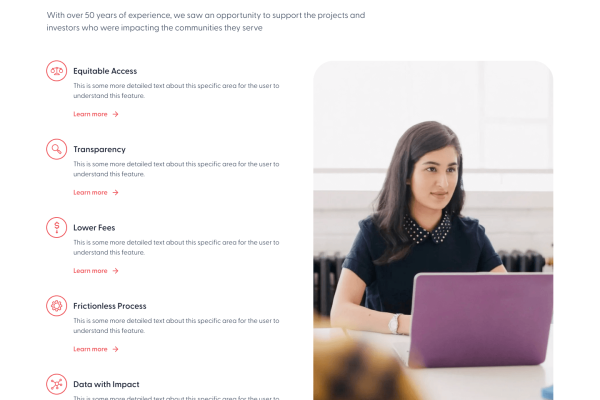 With over 50 years of experience, we saw an opportunity to support the projects and
investors who were impacting the communities they serve
Equitable Access
This is some more detailed text about this specific area for the user to
understand this feature.
Learn more
Transparency
This is some more detailed text about this specific area for the user to
understand this feature.
Learn more
Lower Fees
This is some more detailed text about this specific area for the user to
understand this feature.
Learn more
Frictionless Process
This is some more detailed text about this specific area for the user to
understand this feature.
Learn more
Data with Impact
This is some more detailed text about this specific area for the user to